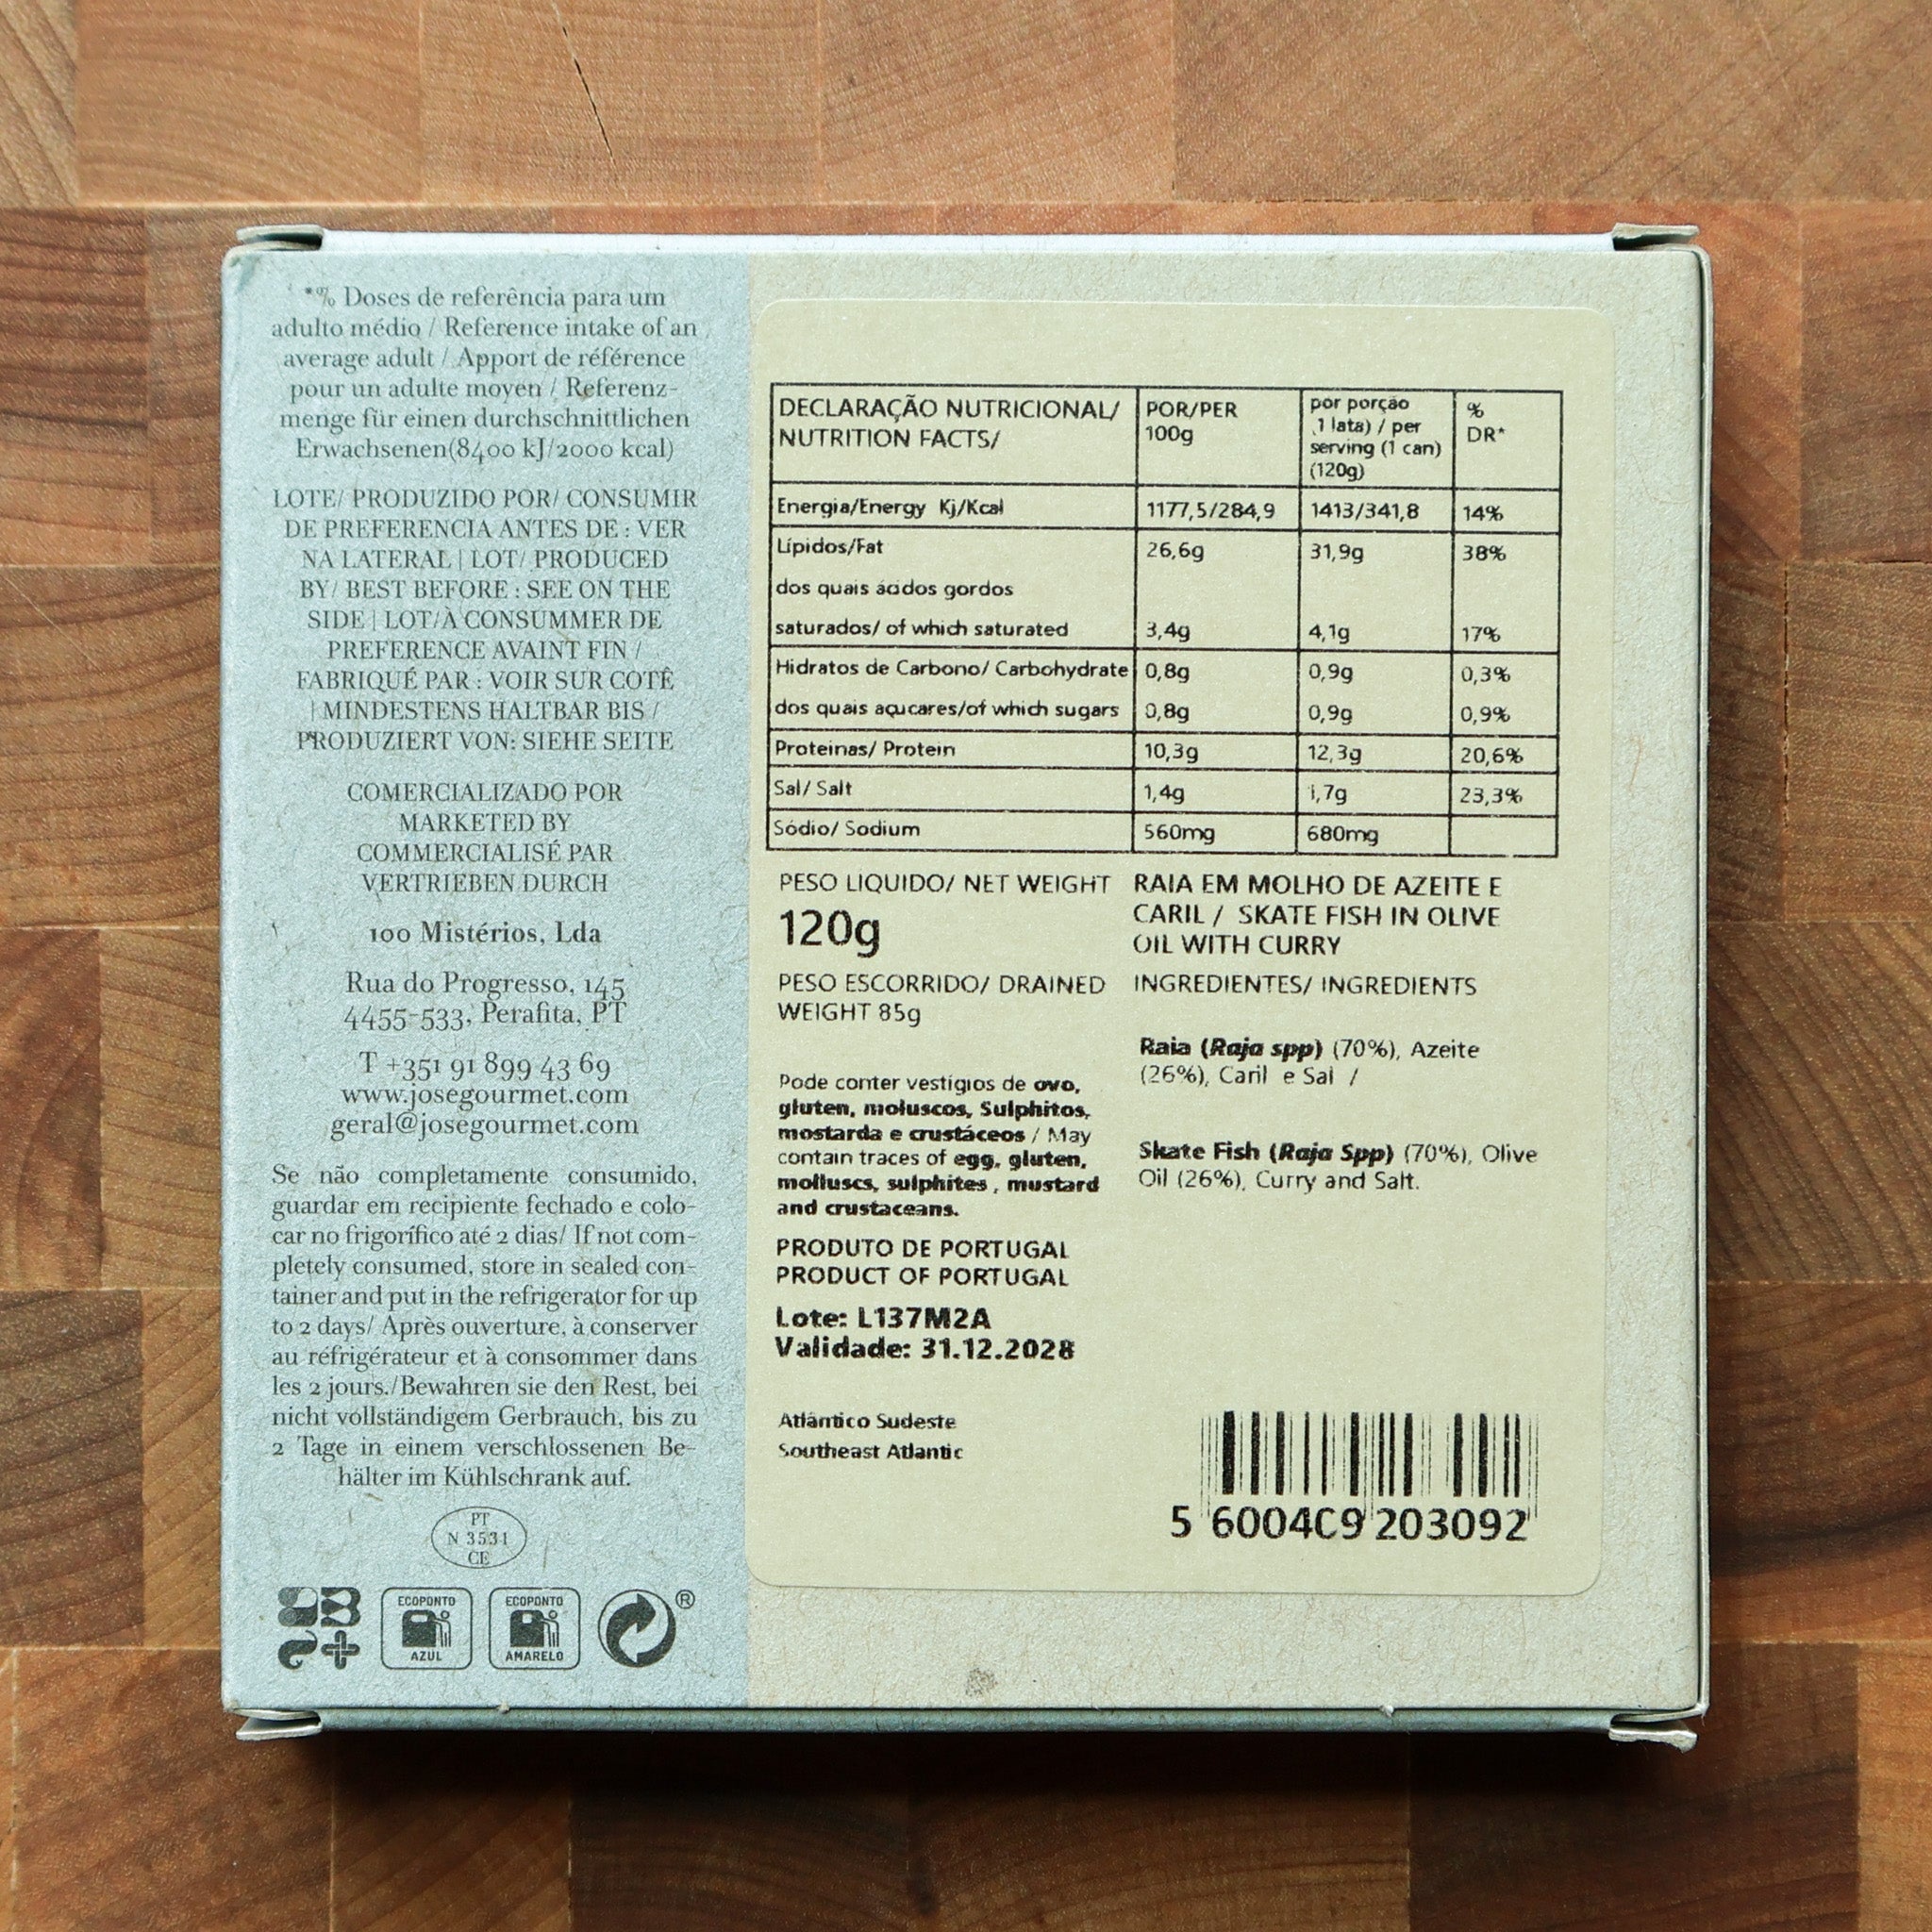 *% Doses de referência para um
adulto médio / Reference intake of an
average adult / Apport de référence
pour un adulte moyen / Referenz-
menge für einen durchschnittlichen
Erwachsenen(8400 kJ/2000 kcal)
LOTE/ PRODUZIDO POR/ CONSUMIR
DE PREFERENCIA ANTES DE : VER
NA LATERAL | LOT/ PRODUCED
BY/ BEST BEFORE : SEE ON THE
SIDE | LOT/À CONSUMMER DE
PREFERENCE AVAINT FIN /
FABRIQUÉ PAR : VOIR SUR COTÊ
| MINDESTENS HALTBAR BIS /
PRODUZIERT VON: SIEHE SEITE
COMERCIALIZADO POR
MARKETED BY
COMMERCIALISÉ PAR
VERTRIEBEN DURCH
100 Mistérios, Lda
Rua do Progresso, 145
4455-533, Perafita, PT
T +351 91 899 43 69
www.josegourmet.com
geral@josegourmet.com
Se não completamente consumido,
guardar em recipiente fechado e colo-
car no frigorífico até 2 dias/ If not com-
pletely consumed, store in sealed con-
tainer and put in the refrigerator for up
to 2 days/ Après ouverture, à conserver
au réfrigérateur et à consommer dans
les 2 jours./Bewahren sie den Rest, bei
nicht vollständigem Gerbrauch, bis zu
2 Tage in einem verschlossenen Be-
hälter im Kühlschrank auf.
PT
N 3531
CE
ECOPONTO
AZUL
ECOPONTO
AMARELO
®
DECLARAÇÃO NUTRICIONAL/ NUTRITION FACTS/ POR/PER 100g por porção 1 lata) / per serving (1 can) (120g) % DR*
Energia/Energy Kj/Kcal 1177,5/284,9 1413/341,8 14%
Lípidos/Fat 26,6g 31,9g 38%
dos quais ácidos gordos
saturados/ of which saturated 3,4g 4,1g 17%
Hidratos de Carbono/ Carbohydrate 0,8g 0,9g 0,3%
dos quais açucares/of which sugars 0,8g 0,9g 0,9%
Proteinas/ Protein 10,3g 12,3g 20,6%
Sal/ Salt 1,4g 1,7g 23,3%
Sódio/ Sodium 560mg 680mg
PESO LIQUIDO/ NET WEIGHT
120g
PESO ESCORRIDO/ DRAINED
WEIGHT 85g
Pode conter vestígios de ovo,
gluten, moluscos, Sulphitos,
mostarda e crustáceos / May
contain traces of egg, gluten,
molluscs, sulphites , mustard
and crustaceans.
PRODUTO DE PORTUGAL
PRODUCT OF PORTUGAL
Lote: L137M2A
Validade: 31.12.2028
Atlântico Sudeste
Southeast Atlantic
RAIA EM MOLHO DE AZEITE E
CARIL / SKATE FISH IN OLIVE
OIL WITH CURRY
INGREDIENTES/ INGREDIENTS
Raia (Raja spp) (70%), Azeite
(26%), Caril e Sal /
Skate Fish (Raja Spp) (70%), Olive
Oil (26%), Curry and Salt.
5 600409 203092